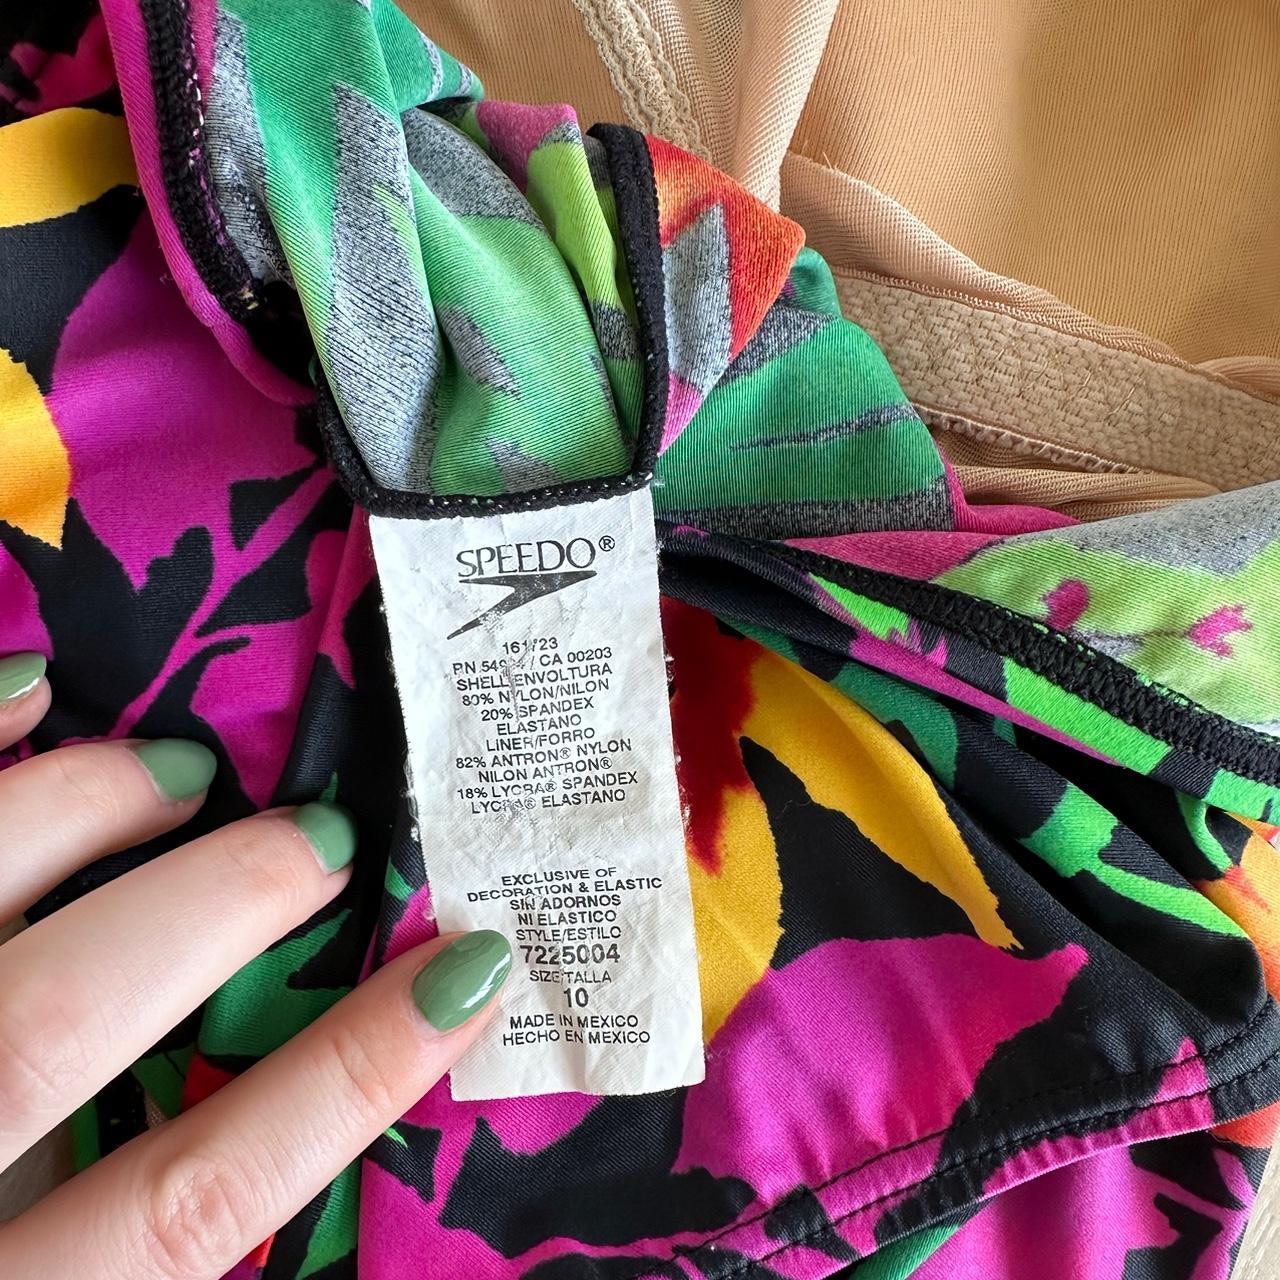 SPEEDO®
161723
RN 549 CA 00203
SHELL/ENVOLTURA
80% NYLON/NILON
20% SPANDEX
ELASTANO
LINER/FORRO
82% ANTRON® NYLON
NILON ANTRON®
18% LYCRA® SPANDEX
LYCRA® ELASTANO
EXCLUSIVE OF
DECORATION & ELASTIC
SIN ADORNOS
NI ELASTICO
STYLE/ESTILO
7225004
SIZE/TALLA
10
MADE IN MEXICO
HECHO EN MEXICO